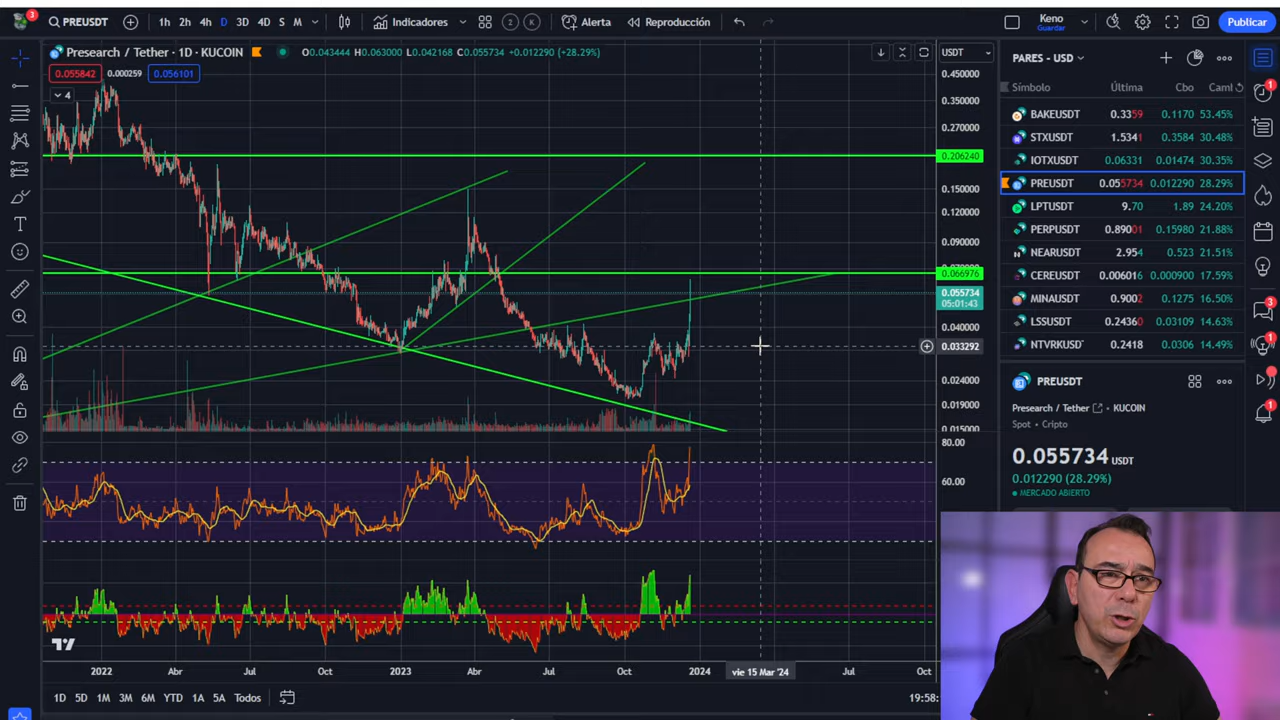 3
PREUSDT
1h 2h 4h D 3D 4D S M
Indicadores
Z K
Alerta
Reproducción
Keno
Guardar
Publicar
Presearch / Tether · 1D · KUCOIN
O0.043444 H0.063000 L0.042168 C0.055734 +0.012290 (+28.29%)
USDT
0.055842 0.000259 0.056101
4
0.450000
0.350000
0.270000
0.206240
0.150000
0.120000
0.090000
0.066976
0.055734
05:01:43
0.040000
0.033292
0.024000
0.019000
0.015000
80.00
60.00
2022 Abr Jul Oct 2023 Abr Jul Oct 2024 vie 15 Mar '24 Jul Oct
1D 5D 1M 3M 6M YTD 1A 5A Todos
19:58:
PARES - USD
Símbolo Última Cbo Caml
BAKEUSDT 0.3359 0.1170 53.45%
STXUSDT 1.5341 0.3584 30.48%
IOTXUSDT 0.06331 0.01474 30.35%
PREUSDT 0.055734 0.012290 28.29%
LPTUSDT 9.70 1.89 24.20%
PERPUSDT 0.89001 0.15980 21.88%
NEARUSDT 2.954 0.523 21.51%
CEREUSDT 0.006016 0.000900 17.59%
MINAUSDT 0.9002 0.1275 16.50%
LSSUSDT 0.24360 0.03109 14.63%
NTVRKUSD 0.2418 0.0306 14.49%
PREUSDT
Presearch / Tether · KUCOIN
Spot • Cripto
0.055734 USDT
0.012290 (28.29%)
MERCADO ABIERTO
1
3
1
1